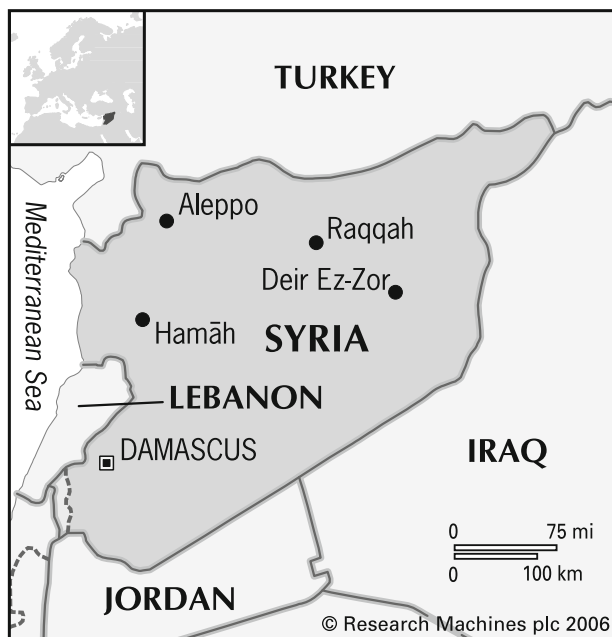 TURKEY
Aleppo
Raqqah
Mediterranean Sea
Deir Ez-Zor
Hamāh
SYRIA
LEBANON
DAMASCUS
IRAQ
0 75 mi
0 100 km
JORDAN
© Research Machines plc 2006